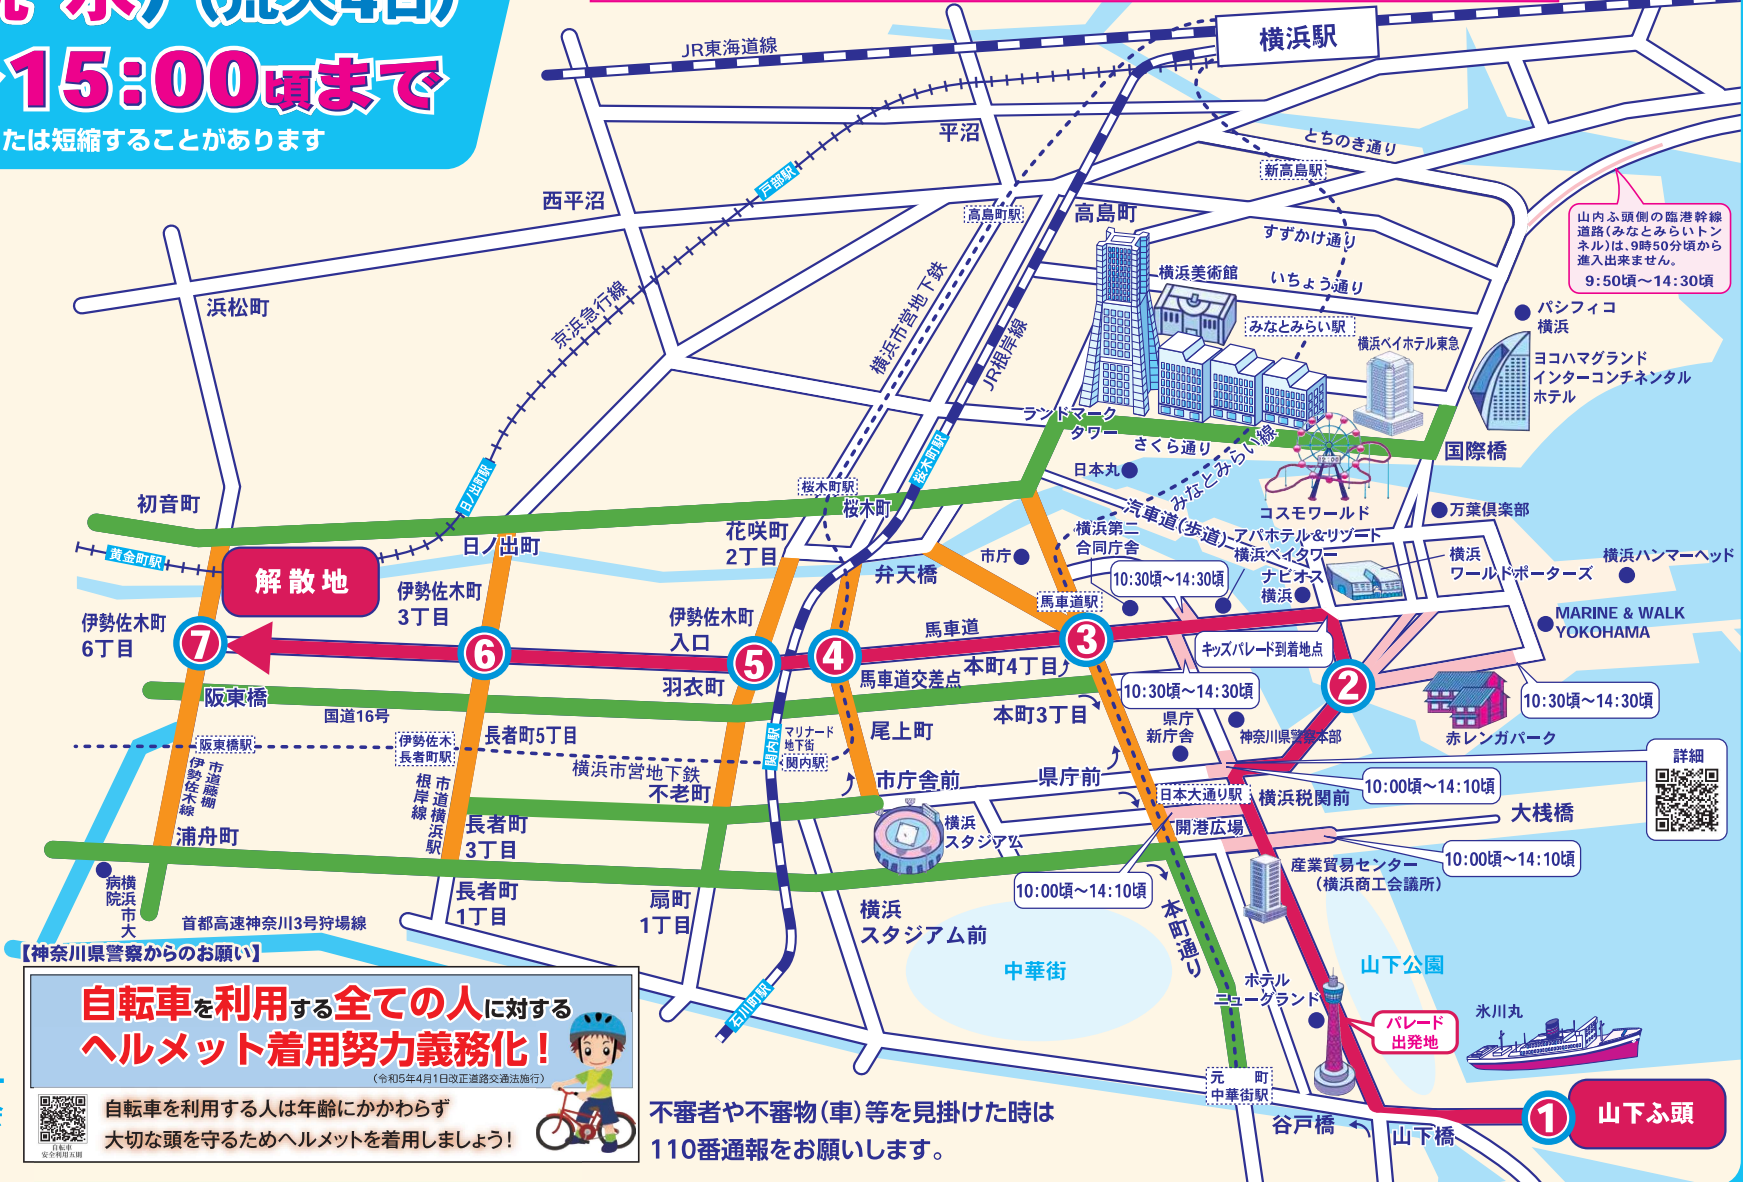 15:00頃まで
たは短縮することがあります
横浜駅
JR東海道線
平沼
とちのき通り
新高島駅
戸部駅
西平沼
高島町駅
高島町
山内ふ頭側の臨港幹線
道路(みなとみらいトン
ネル)は、9時50分頃から
進入出来ません。
9:50頃〜14:30頃
すずかけ通り
横浜美術館
いちょう通り
浜松町
京浜急行線
横浜市営地下鉄
JR根岸線
みなとみらい駅
パシフィコ
横浜
横浜ベイホテル東急
ヨコハマグランド
インターコンチネンタル
ホテル
ランドマーク
タワー
さくら通り
みなとみらい線
国際橋
日本丸
桜木町駅
日ノ出町駅
桜木町駅
桜木町
初音町
コスモワールド
万葉倶楽部
汽車道(歩道)
アパホテル&リゾート
横浜ベイタワー
花咲町
2丁目
横浜第二
合同庁舎
日ノ出町
黄金町駅
市庁
弁天橋
横浜
ワールドポーターズ
横浜ハンマーヘッド
解散地
10:30頃〜14:30頃
ナビオス
横浜
伊勢佐木町
3丁目
馬車道駅
伊勢佐木町
6丁目
伊勢佐木町
入口
馬車道
MARINE & WALK
YOKOHAMA
7
6
5
4
3
キッズパレード到着地点
2
羽衣町
馬車道交差点
本町4丁目
10:30頃〜14:30頃
10:30頃〜14:30頃
阪東橋
国道16号
本町3丁目
県庁
新庁舎
神奈川県警察本部
赤レンガパーク
阪東橋駅
伊勢佐木
長者町駅
長者町5丁目
関内駅
マリナード
地下街
関内駅
尾上町
詳細
横浜市営地下鉄
市道藤棚
伊勢佐木線
市道横浜駅
根岸線
不老町
市庁舎前
県庁前
日本大通り駅
横浜税関前
10:00頃〜14:10頃
大桟橋
浦舟町
長者町
3丁目
横浜
スタジアム
開港広場
10:00頃〜14:10頃
産業貿易センター
(横浜商工会議所)
横浜市大
病院
長者町
1丁目
扇町
1丁目
10:00頃〜14:10頃
横浜
スタジアム前
本町通り
首都高速神奈川3号狩場線
中華街
山下公園
ホテル
ニューグランド
石川町駅
パレード
出発地
氷川丸
元町
中華街駅
谷戸橋
山下橋
1
山下ふ頭
【神奈川県警察からのお願い】
自転車を利用する全ての人に対する
ヘルメット着用努力義務化!
(令和5年4月1日改正道路交通法施行)
自転車を利用する人は年齢にかかわらず
大切な頭を守るためヘルメットを着用しましょう!
自転車
安全利用五則
不審者や不審物(車)等を見掛けた時は
110番通報をお願いします。